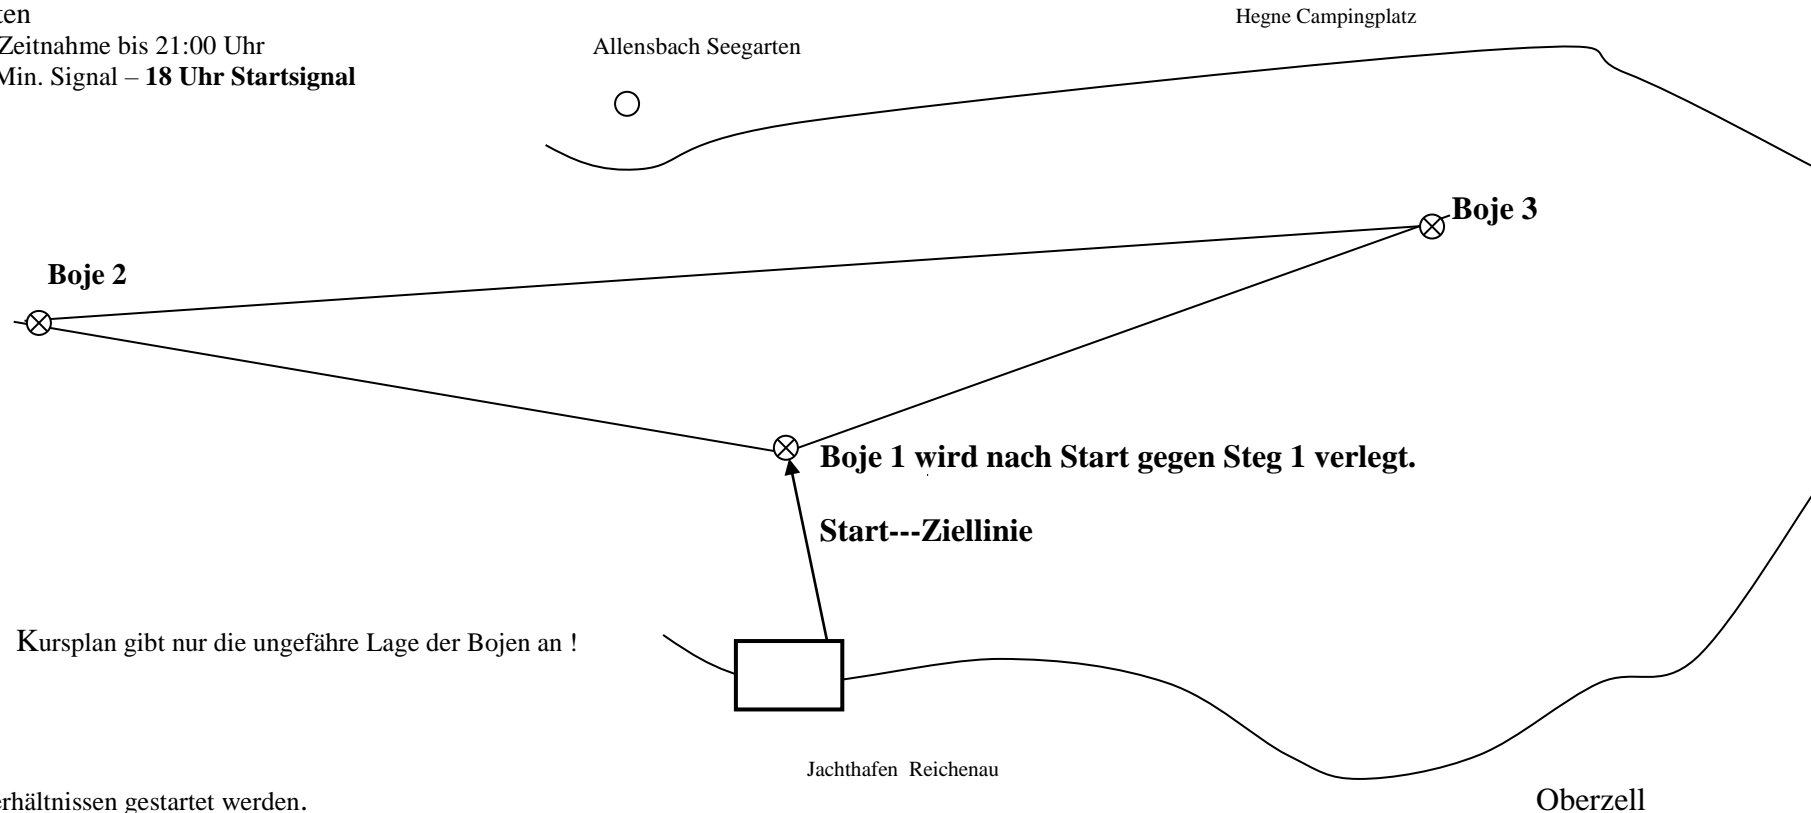 Zeitnahme bis 21:00 Uhr
Min. Signal – 18 Uhr Startsignal
Hegne Campingplatz
Allensbach Seegarten
Boje 3
Boje 2
Boje 1 wird nach Start gegen Steg 1 verlegt.
Start---Ziellinie
Kursplan gibt nur die ungefähre Lage der Bojen an !
Jachthafen Reichenau
gestartet werden.
Oberzell